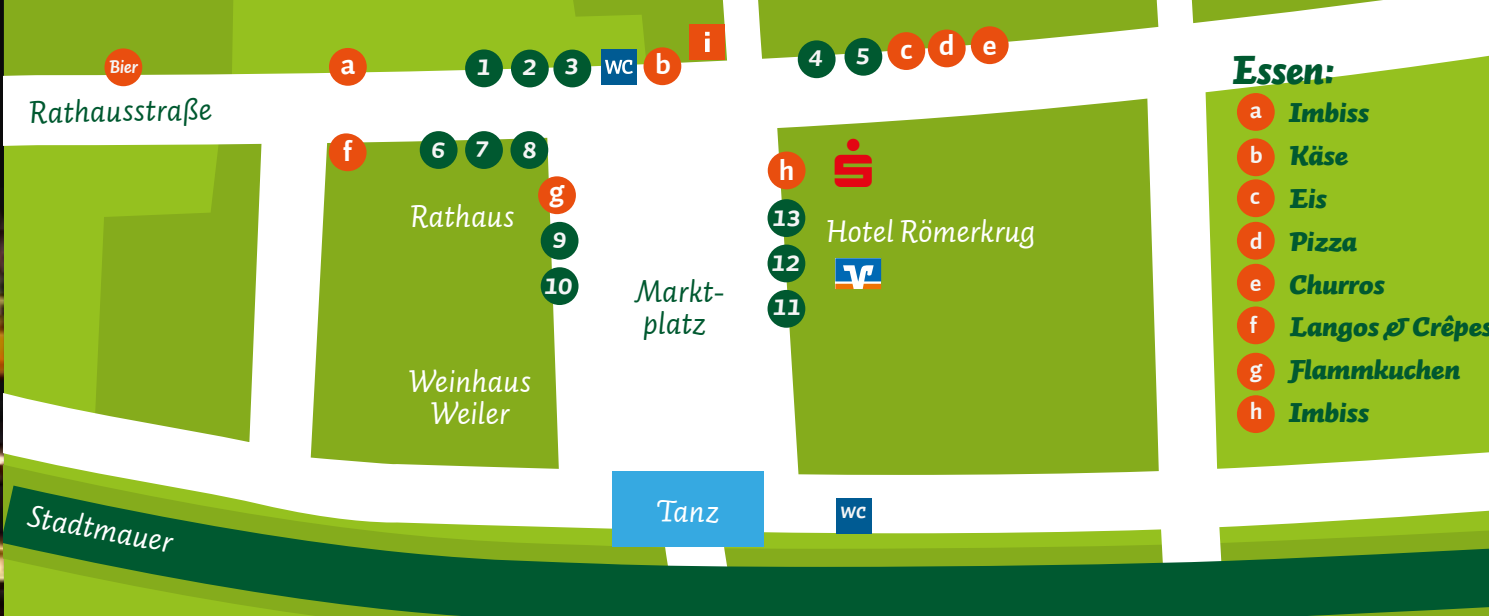 i
Bier
a
1
2
3
WC
b
4
5
c
d
e
Rathausstraße
f
6
7
8
g
9
10
Rathaus
h
13
12
11
Hotel Römerkrug
Markt-
platz
Weinhaus
Weiler
Tanz
WC
Stadtmauer
Essen:
a Imbiss
b Käse
c Eis
d Pizza
e Churros
f Langos & Crêpes
g Flammkuchen
h Imbiss